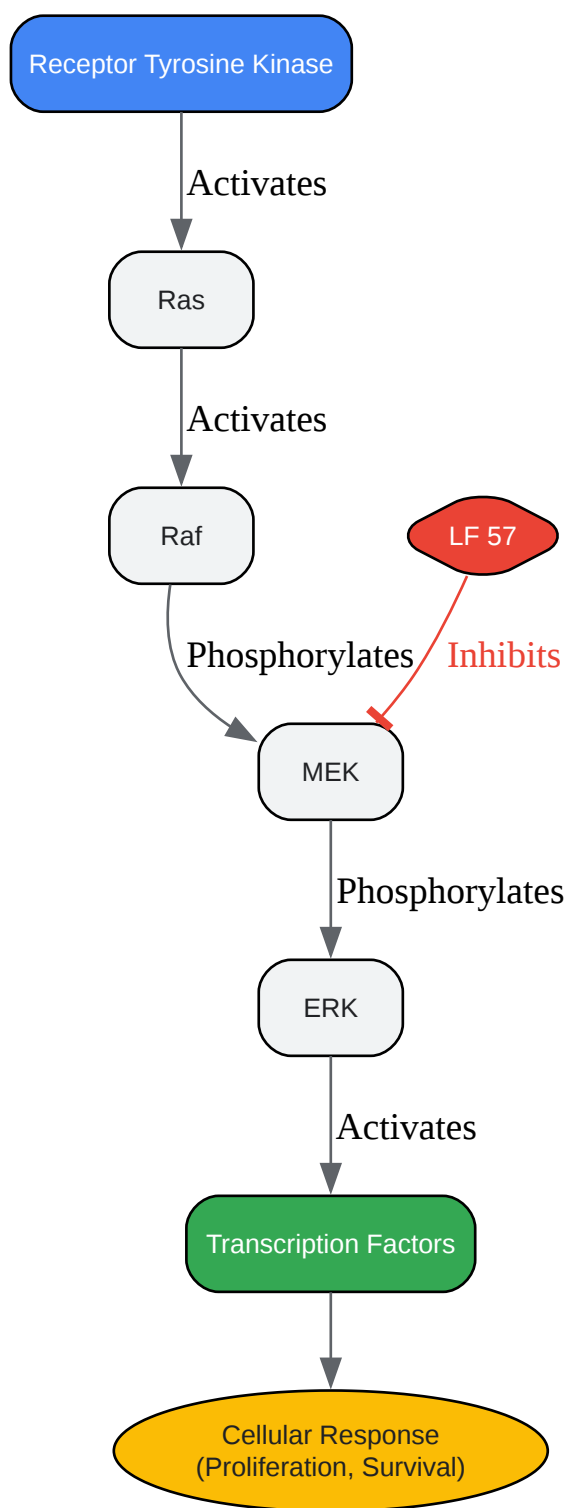 Receptor Tyrosine Kinase
Activates
Ras
Activates
Raf
LF 57
Phosphorylates
Inhibits
MEK
Phosphorylates
ERK
Activates
Transcription Factors
Cellular Response
(Proliferation, Survival)